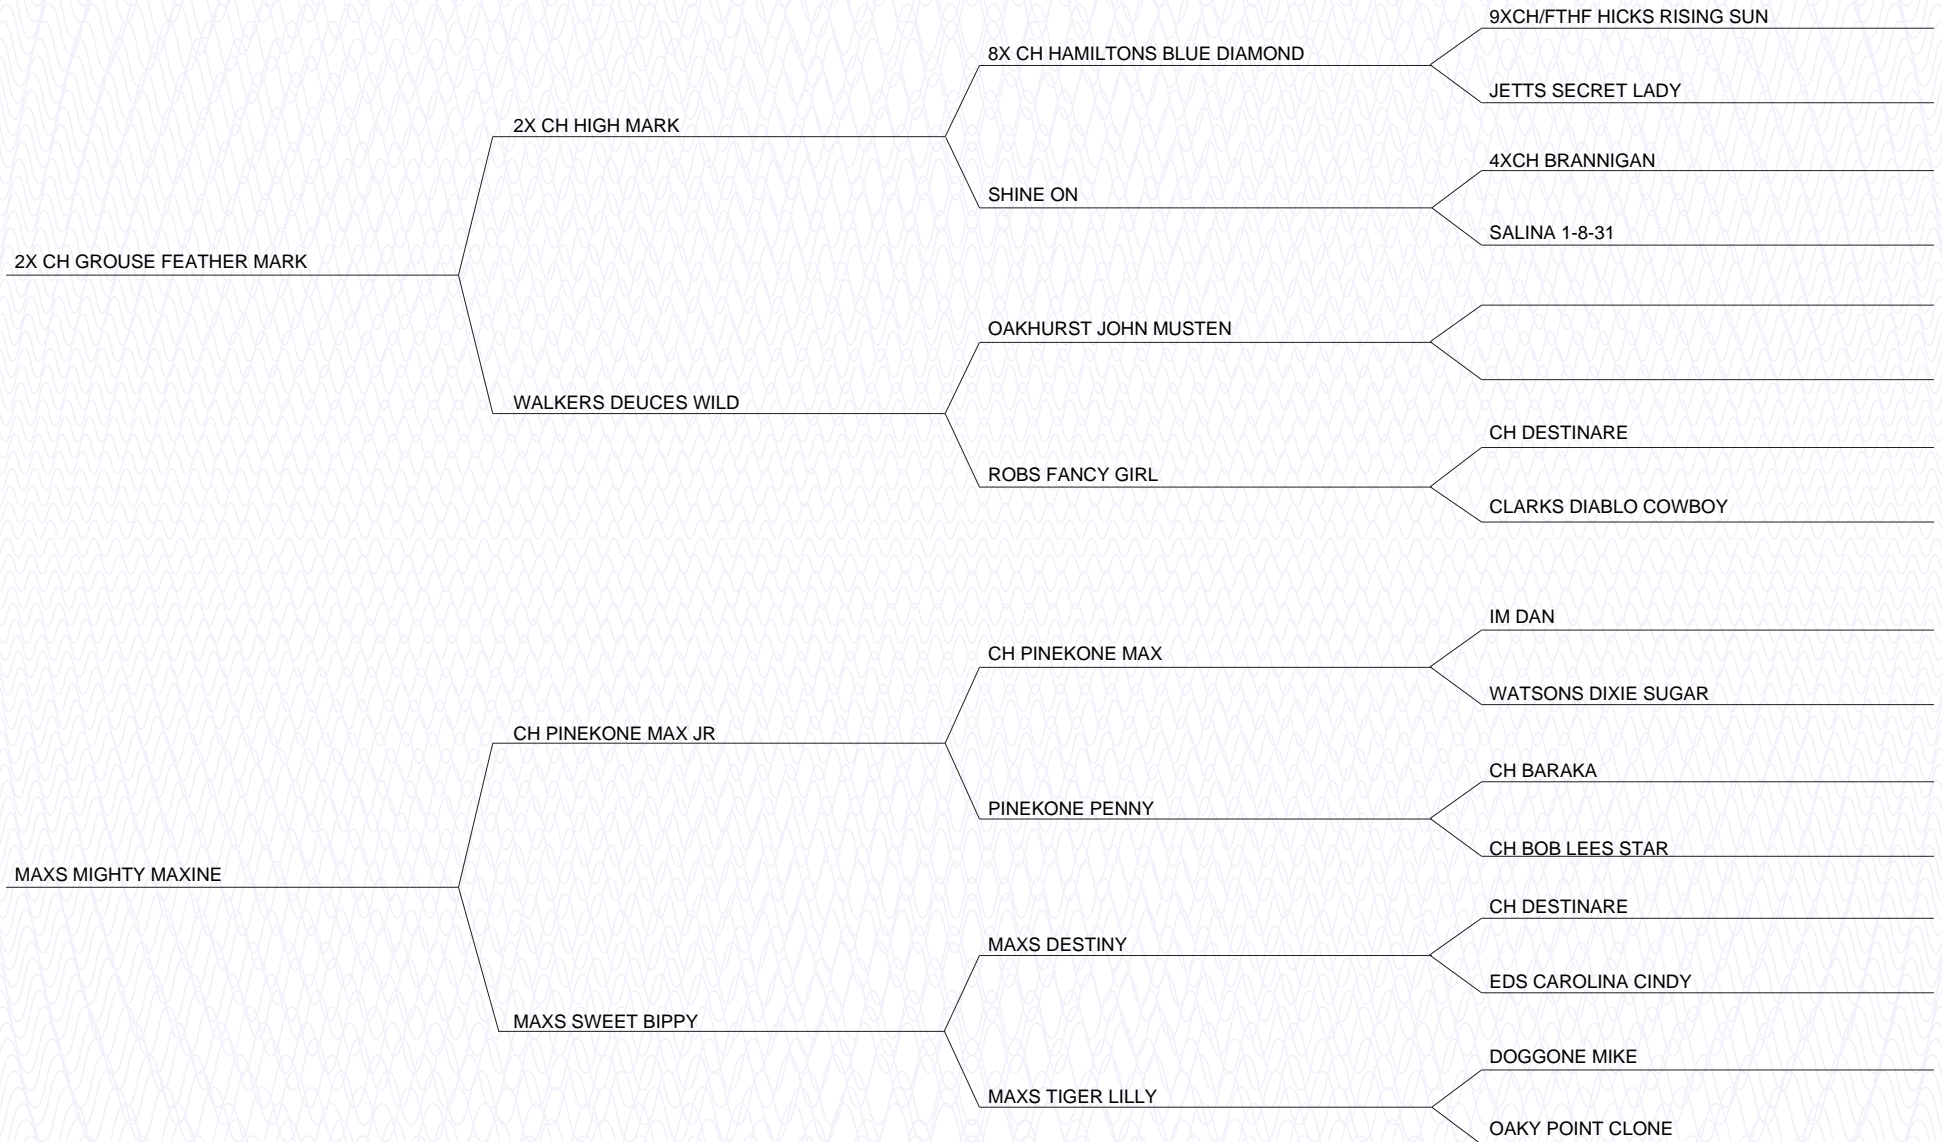 9XCH/FTHF HICKS RISING SUN
8X CH HAMILTONS BLUE DIAMOND
JETTS SECRET LADY
2X CH HIGH MARK
4XCH BRANNIGAN
SHINE ON
SALINA 1-8-31
2X CH GROUSE FEATHER MARK
OAKHURST JOHN MUSTEN
WALKERS DEUCES WILD
CH DESTINARE
ROBS FANCY GIRL
CLARKS DIABLO COWBOY
IM DAN
CH PINEKONE MAX
WATSONS DIXIE SUGAR
CH PINEKONE MAX JR
CH BARAKA
PINEKONE PENNY
CH BOB LEES STAR
MAXS MIGHTY MAXINE
CH DESTINARE
MAXS DESTINY
EDS CAROLINA CINDY
MAXS SWEET BIPPY
DOGGONE MIKE
MAXS TIGER LILLY
OAKY POINT CLONE